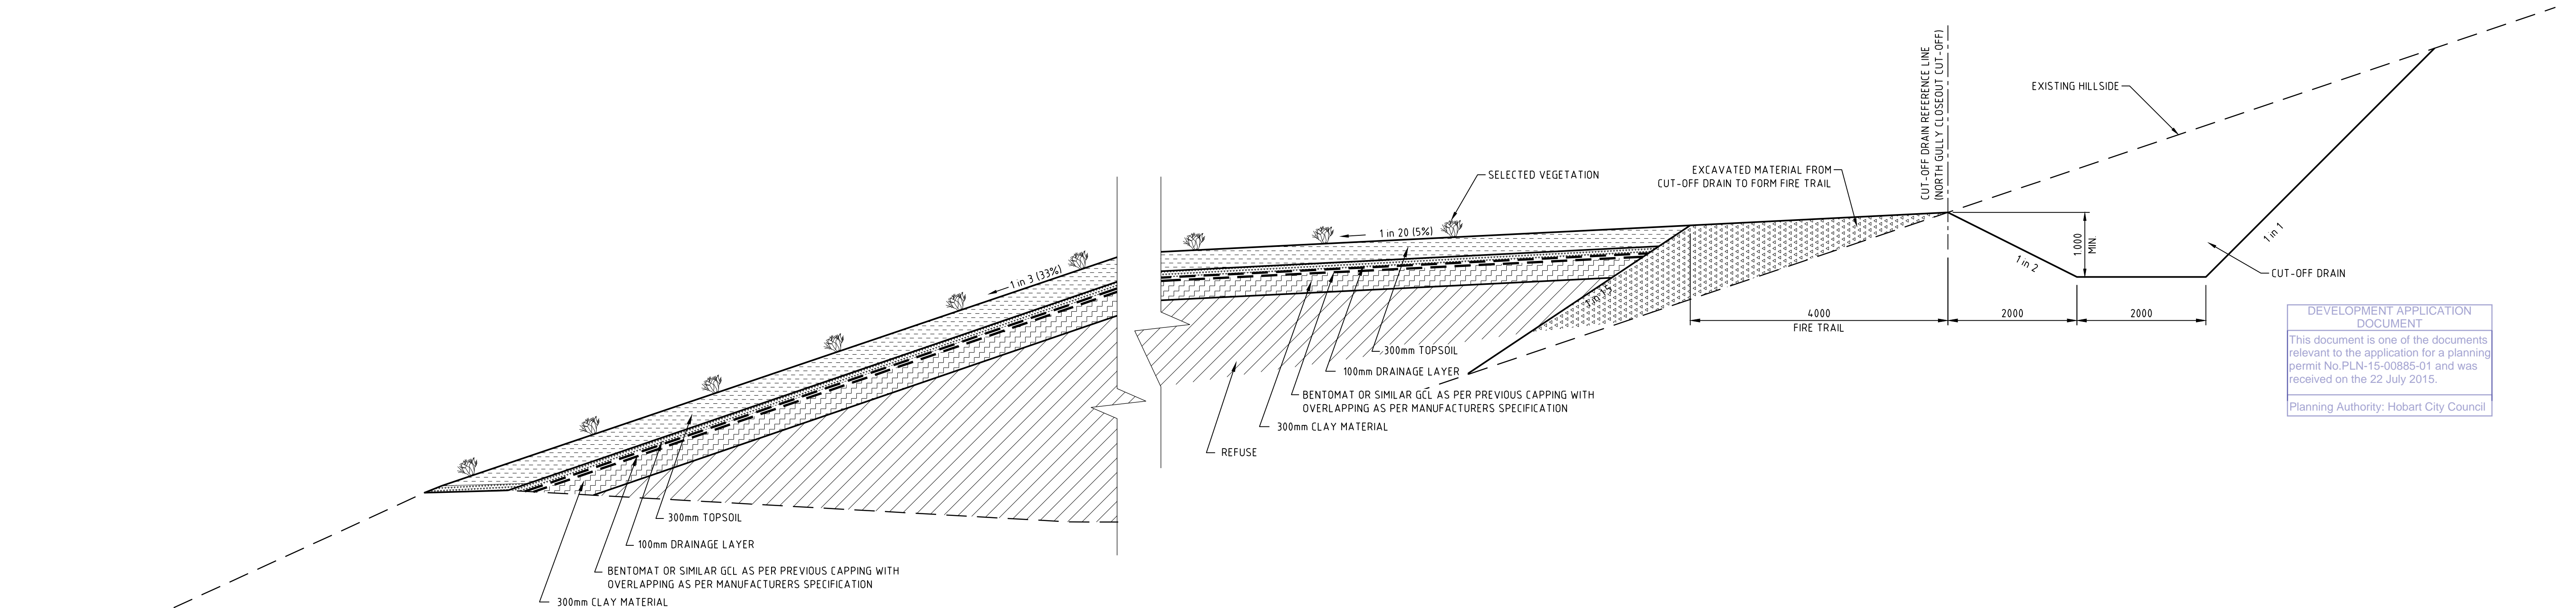 CUT-OFF DRAIN REFERENCE LINE
(NORTH GULLY CLOSEOUT CUT-OFF)
EXISTING HILLSIDE
SELECTED VEGETATION
EXCAVATED MATERIAL FROM
CUT-OFF DRAIN TO FORM FIRE TRAIL
1 in 20 (5%)
1 in 3 (33%)
1 in 1
1000
MIN.
1 in 2
CUT-OFF DRAIN
1 in 1.5
4000
FIRE TRAIL
2000
2000
300mm TOPSOIL
100mm DRAINAGE LAYER
BENTOMAT OR SIMILAR GCL AS PER PREVIOUS CAPPING WITH
OVERLAPPING AS PER MANUFACTURERS SPECIFICATION
300mm CLAY MATERIAL
REFUSE
300mm TOPSOIL
100mm DRAINAGE LAYER
BENTOMAT OR SIMILAR GCL AS PER PREVIOUS CAPPING WITH
OVERLAPPING AS PER MANUFACTURERS SPECIFICATION
300mm CLAY MATERIAL
DEVELOPMENT APPLICATION
DOCUMENT
This document is one of the documents
relevant to the application for a planning
permit No.PLN-15-00885-01 and was
received on the 22 July 2015.
Planning Authority: Hobart City Council